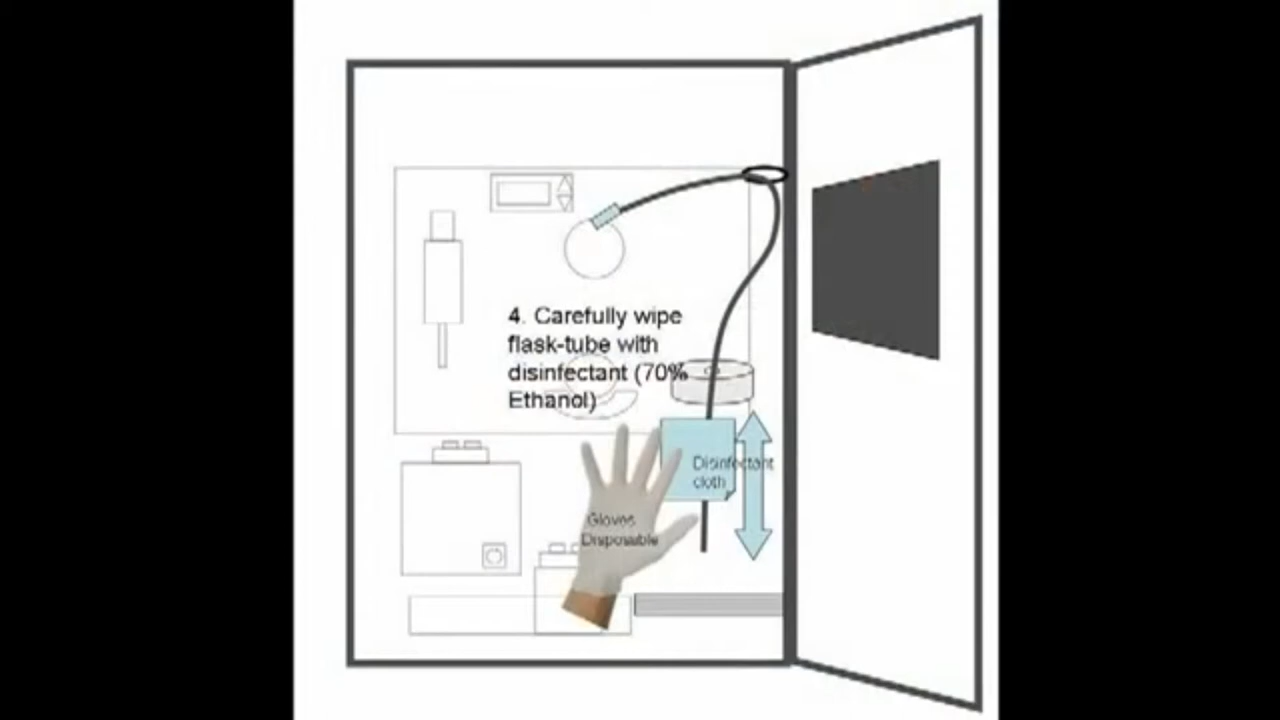 4. Carefully wipe
flask-tube with
disinfectant (70%
Ethanol)
Disinfectant
cloth
Gloves
Disposable